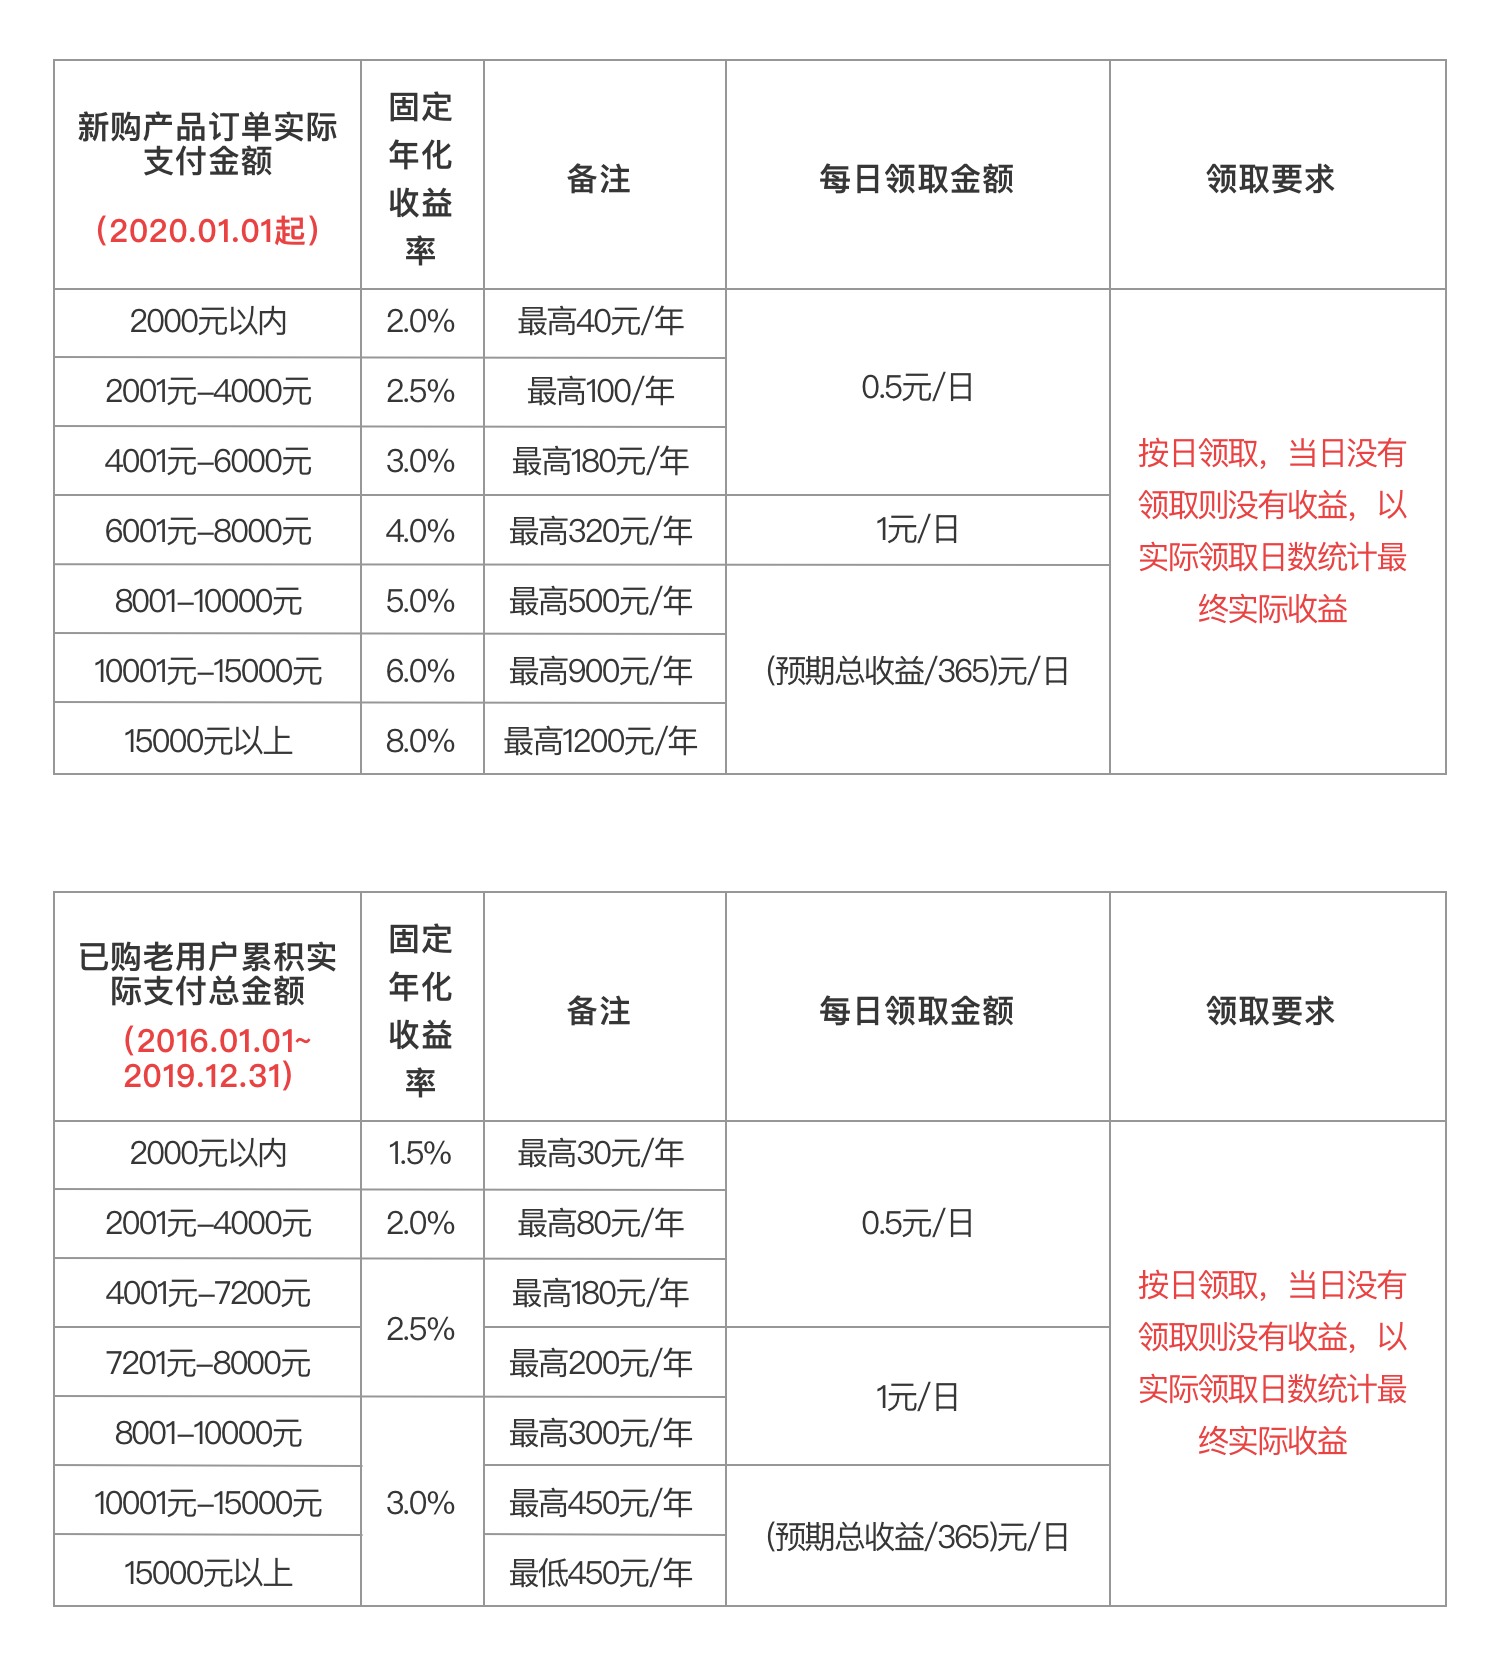 新购产品订单实际
支付金额
（2020.01.01起）
固定
年化
收益
率
备注
每日领取金额
领取要求
2000元以内
2.0%
最高40元/年
2001元–4000元
2.5%
最高100/年
4001元–6000元
3.0%
最高180元/年
0.5元/日
6001元–8000元
4.0%
最高320元/年
1元/日
8001–10000元
5.0%
最高500元/年
10001元–15000元
6.0%
最高900元/年
15000元以上
8.0%
最高1200元/年
(预期总收益/365)元/日
按日领取，当日没有
领取则没有收益，以
实际领取日数统计最
终实际收益
已购老用户累积实
际支付总金额
（2016.01.01~
2019.12.31)
固定
年化
收益
率
备注
每日领取金额
领取要求
2000元以内
1.5%
最高30元/年
2001元–4000元
2.0%
最高80元/年
4001元–7200元
2.5%
最高180元/年
0.5元/日
7201元–8000元
最高200元/年
8001–10000元
3.0%
最高300元/年
1元/日
10001元–15000元
最高450元/年
15000元以上
最低450元/年
(预期总收益/365)元/日
按日领取，当日没有
领取则没有收益，以
实际领取日数统计最
终实际收益